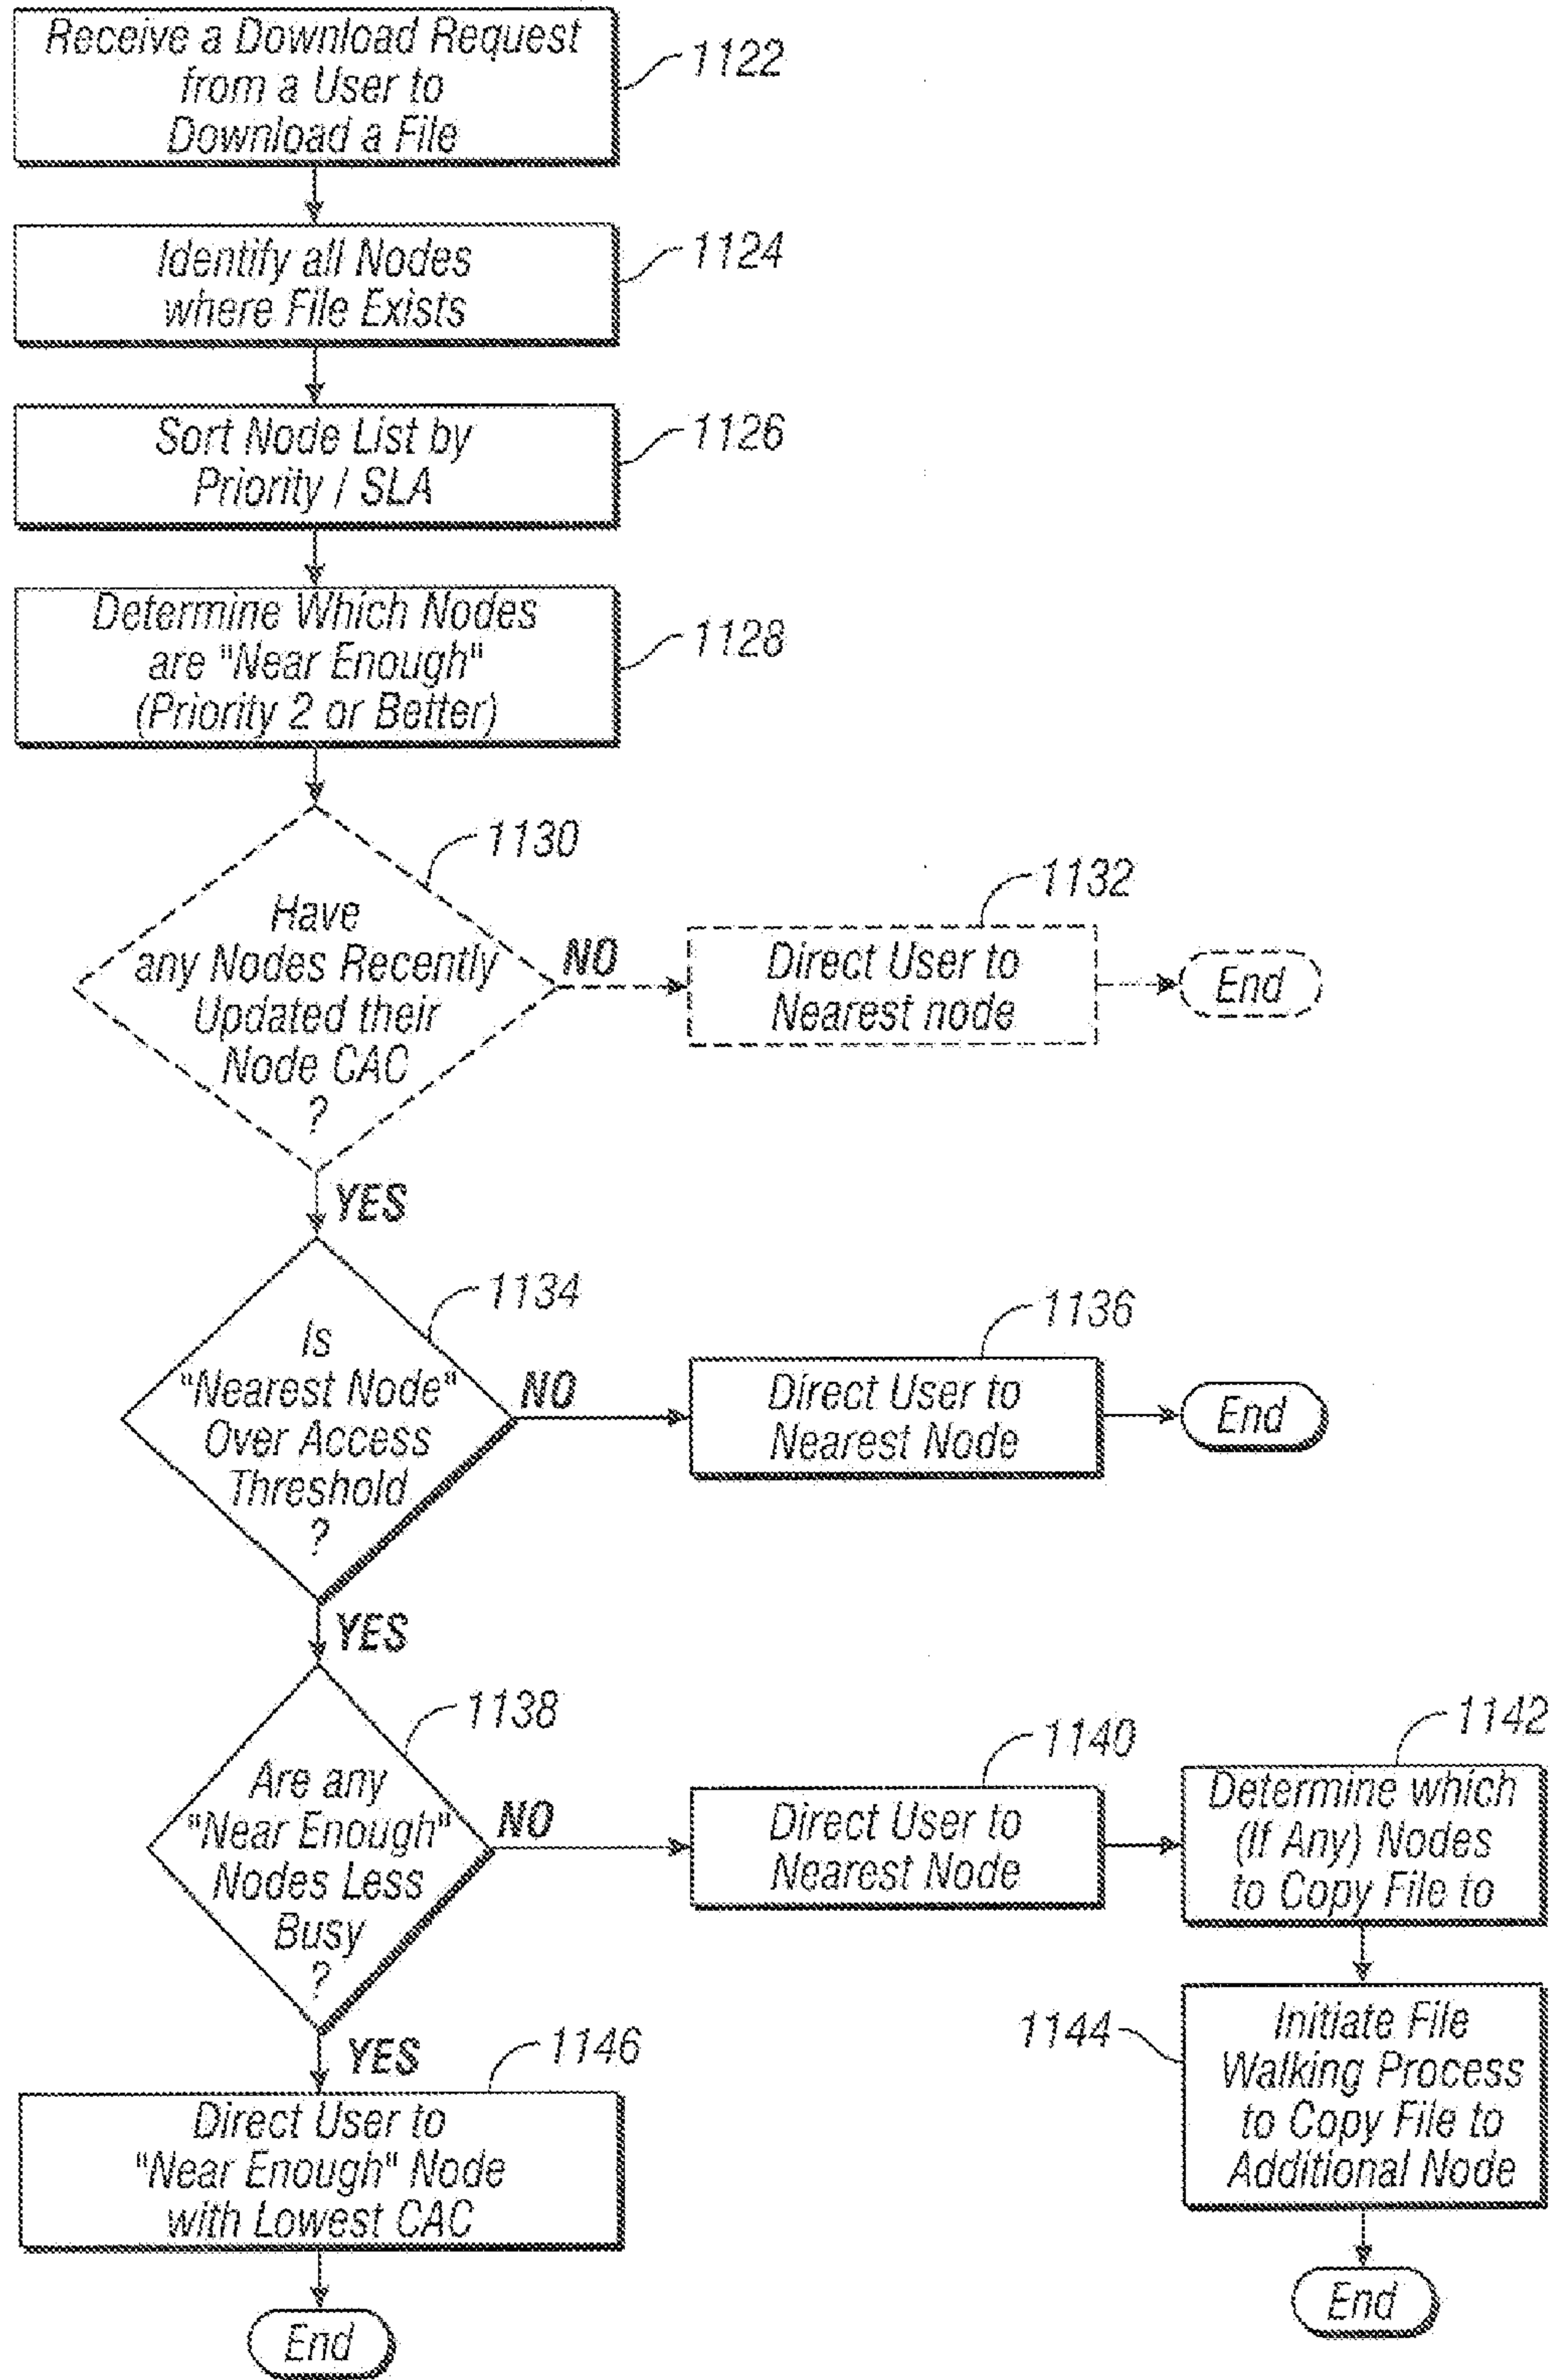 Receive a Download Request
from a User to
Download a File
1122
Identify all Nodes
where File Exists
1124
Sort Node List by
Priority / SLA
1126
Determine Which Nodes
are "Near Enough"
(Priority 2 or Better)
1128
1130
Have
any Nodes Recently
Updated their
Node CAC
?
NO
1132
Direct User to
Nearest node
End
YES
1134
Is
"Nearest Node"
Over Access
Threshold
?
NO
1136
Direct User to
Nearest Node
End
YES
1138
Are any
"Near Enough"
Nodes Less
Busy
?
NO
1140
Direct User to
Nearest Node
1142
Determine which
(If Any) Nodes
to Copy File to
1144
Initiate File
Walking Process
to Copy File to
Additional Node
End
YES
1146
Direct User to
"Near Enough" Node
with Lowest CAC
End